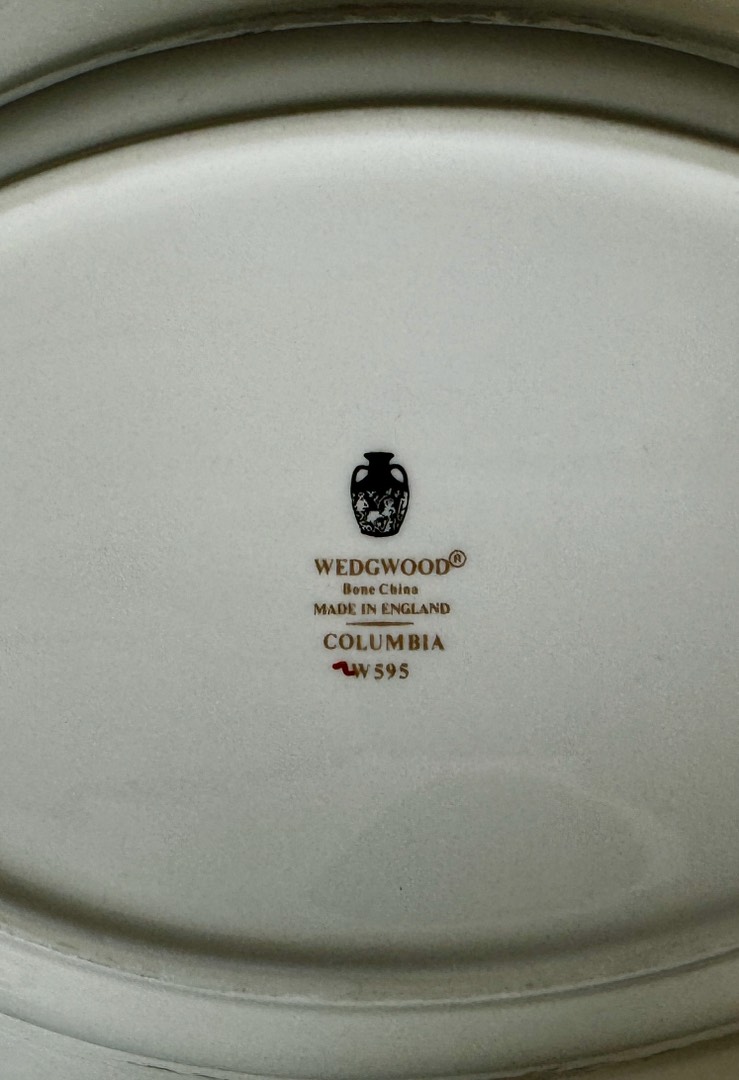 WEDGWOOD®
Bone China
MADE IN ENGLAND
COLUMBIA
W595